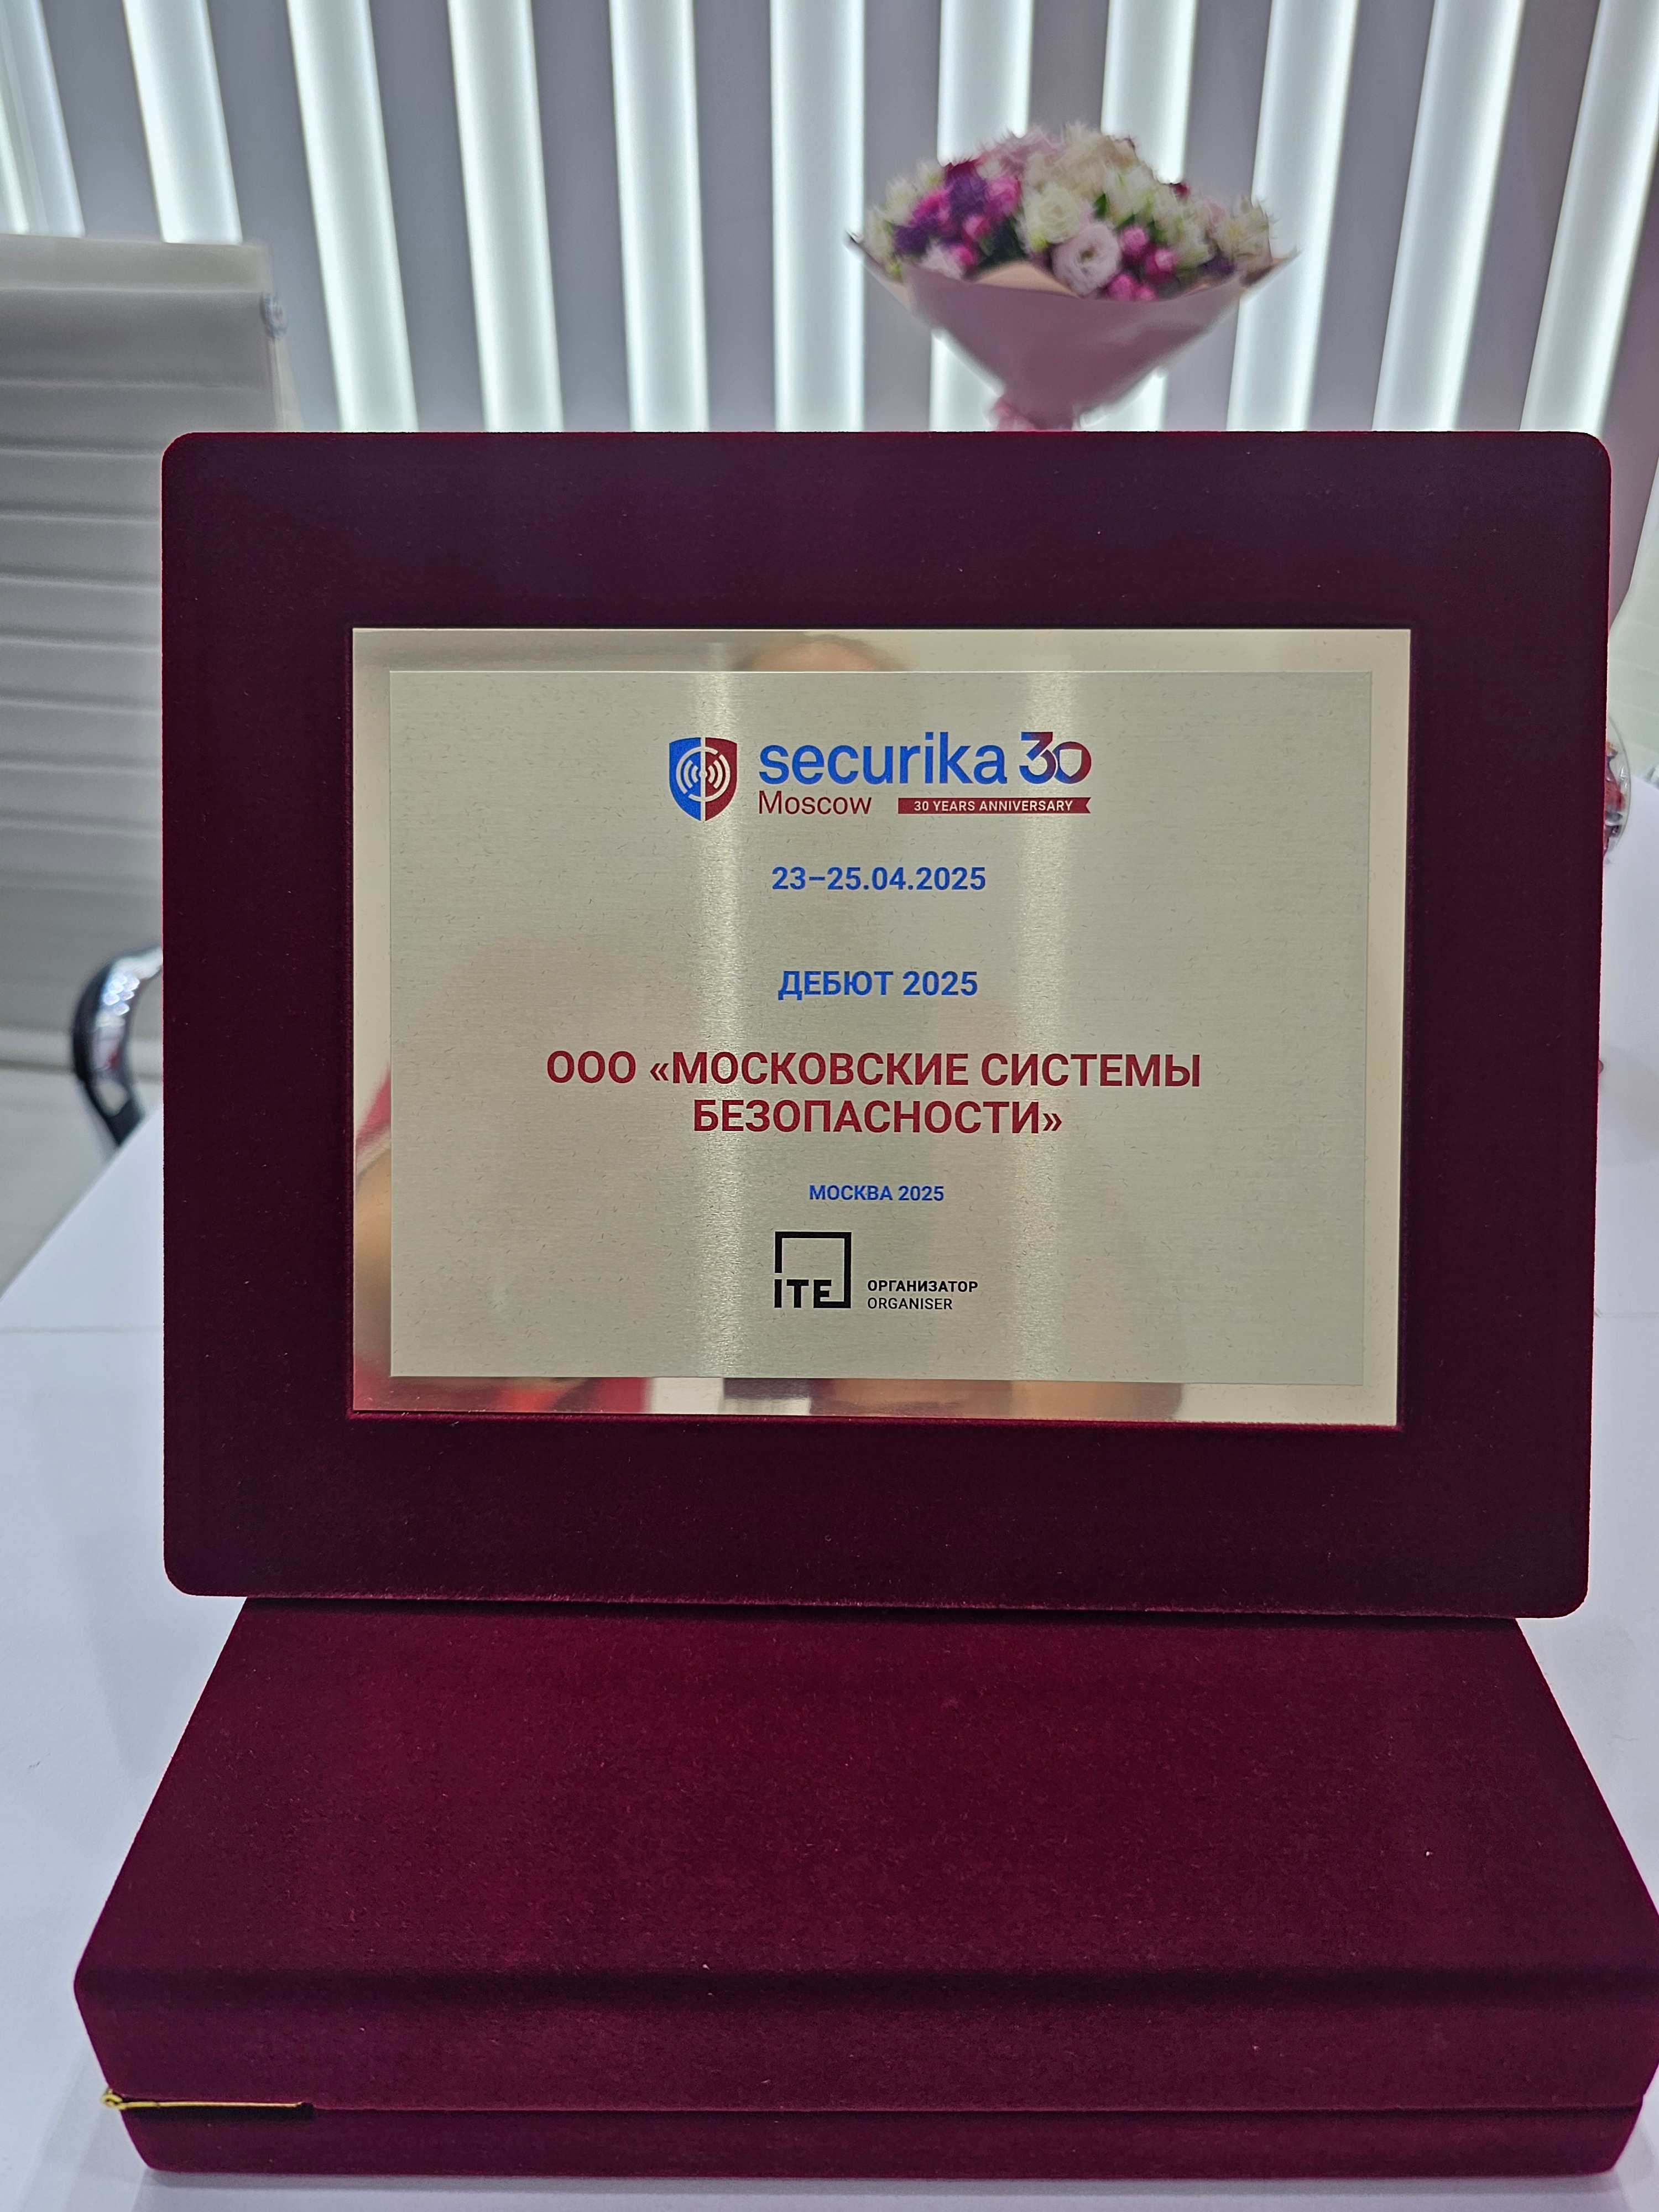 securika 30
Moscow 30 YEARS ANNIVERSARY
23–25.04.2025
ДЕБЮТ 2025
ООО «МОСКОВСКИЕ СИСТЕМЫ
БЕЗОПАСНОСТИ»
МОСКВА 2025
ITE ОРГАНИЗАТОР
ORGANISER